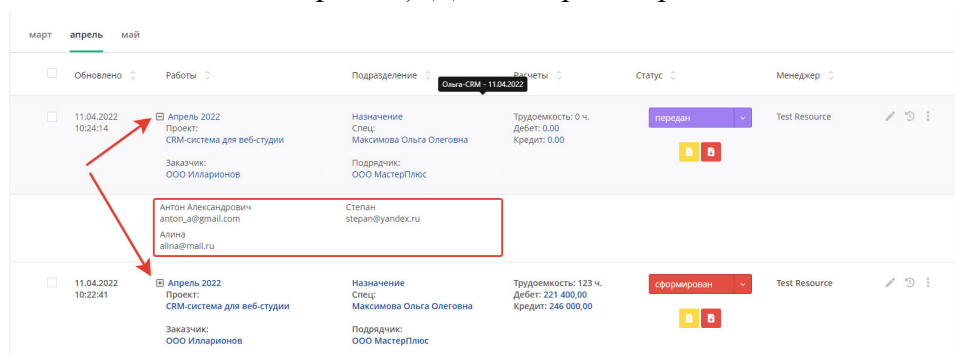 март апрель май
Обновлено Работы Подразделение Расчеты Статус Менеджер
Ольга-CRM – 11.04.2022
11.04.2022 Апрель 2022 Назначение Трудоемкость: 0 ч. передан Test Resource
10:24:14 Проект: Спец: Дебет: 0,00
CRM-система для веб-студии Максимова Ольга Олеговна Кредит: 0,00
Заказчик: Подрядчик:
ООО Илларионов ООО МастерПлюс
Антон Александрович Степан
anton_a@gmail.com stepan@yandex.ru
Алина
alina@mail.ru
11.04.2022 Апрель 2022 Назначение Трудоемкость: 123 ч. сформирован Test Resource
10:22:41 Проект: Спец: Дебет: 221 400,00
CRM-система для веб-студии Максимова Ольга Олеговна Кредит: 246 000,00
Заказчик: Подрядчик:
ООО Илларионов ООО МастерПлюс